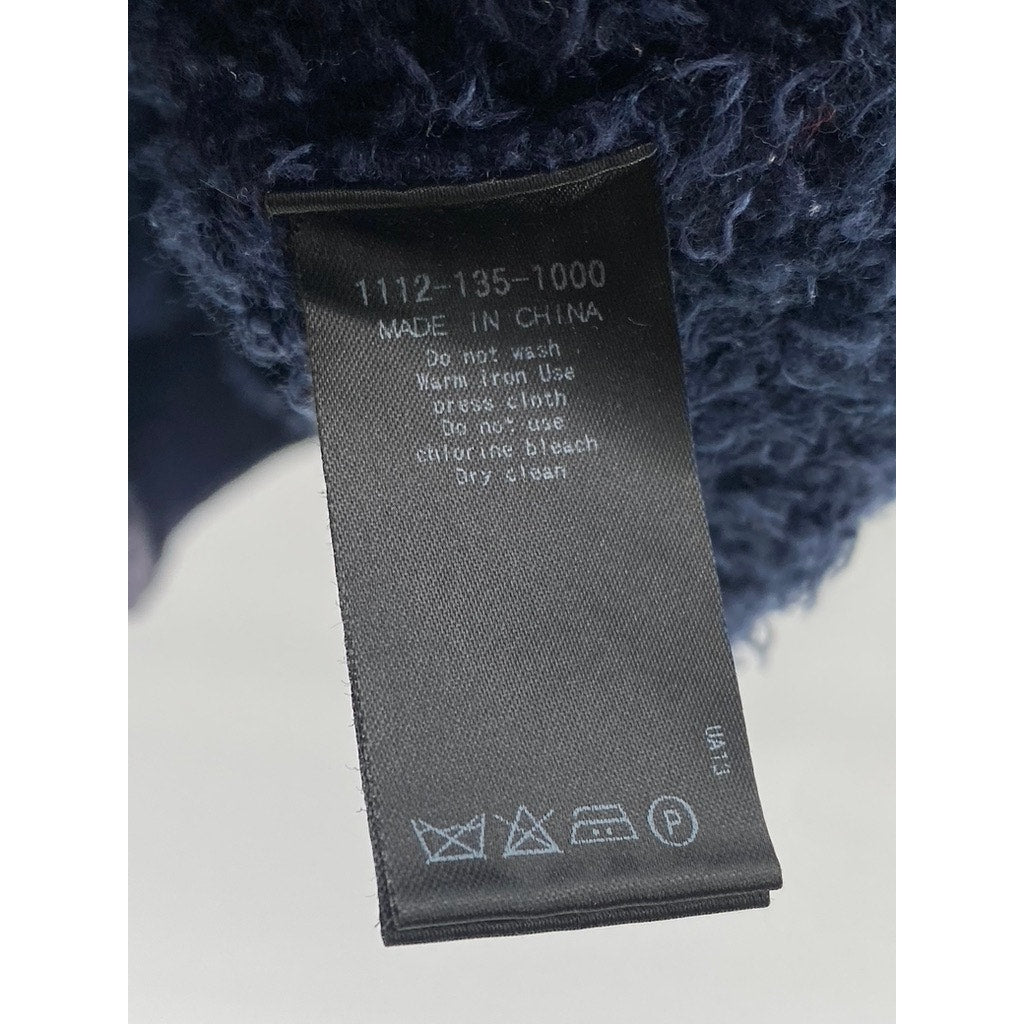 1112-135-1000
MADE IN CHINA
Do not wash
Warm iron Use
press cloth
Do not use
chlorine bleach
Dry clean
UA13
P